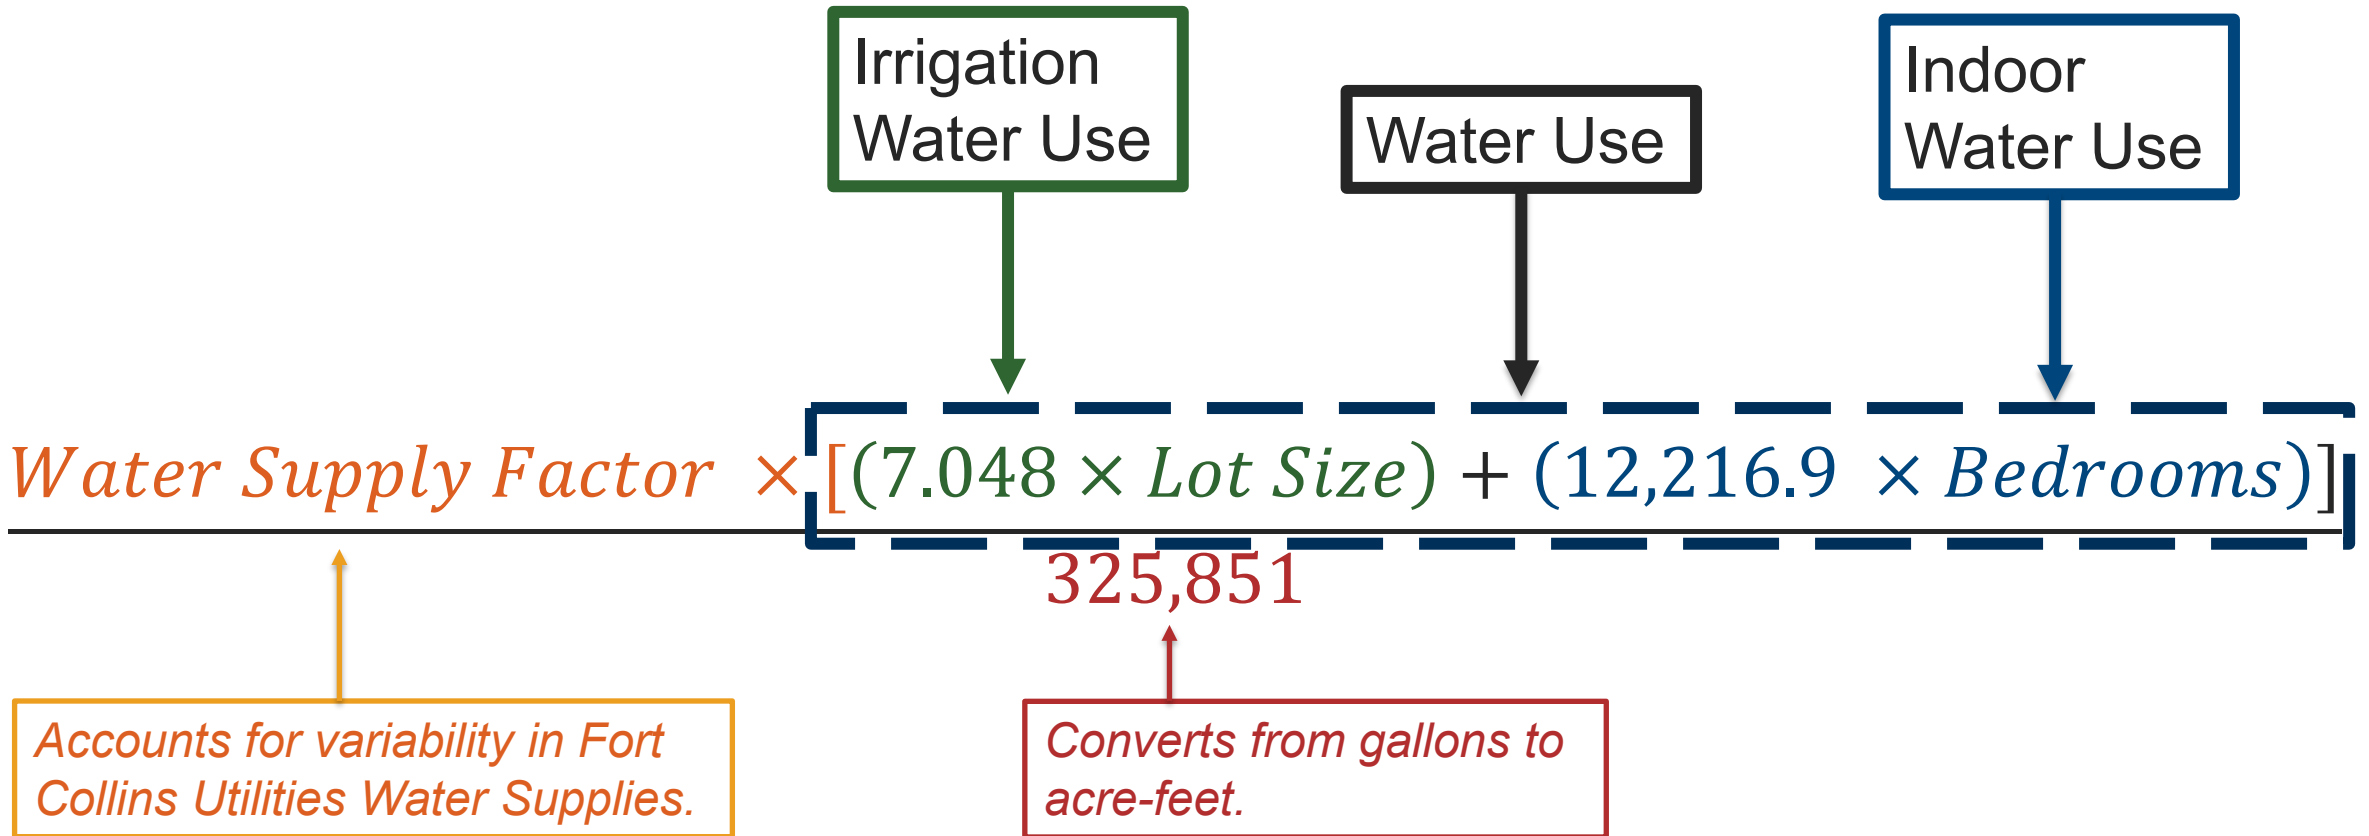 Irrigation
Water Use
Water Use
Indoor
Water Use
Water Supply Factor × [(7.048 × Lot Size) + (12,216.9 × Bedrooms)]
325,851
Accounts for variability in Fort
Collins Utilities Water Supplies.
Converts from gallons to
acre-feet.